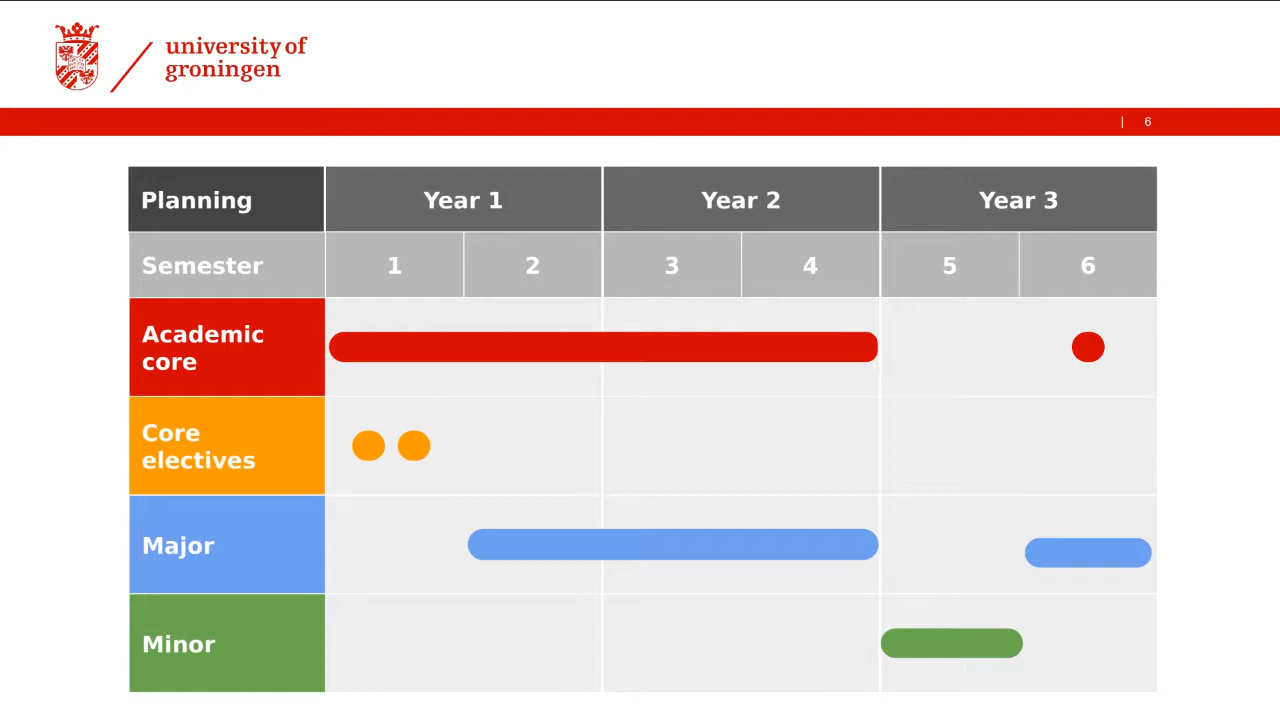 university of
groningen
| 6
Planning Year 1 Year 2 Year 3
Semester 1 2 3 4 5 6
Academic
core
Core
electives
Major
Minor